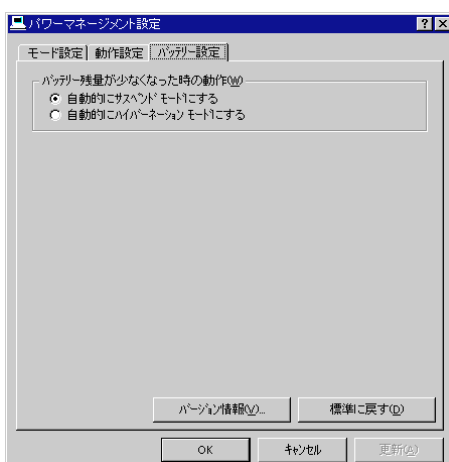 パワーマネージメント設定
モード設定 動作設定 バッテリー設定
バッテリー残量が少なくなった時の動作(W)
自動的にサスペンドモードにする
自動的にハイバーネーションモードにする
バージョン情報(V)... 標準に戻す(D)
OK キャンセル 更新(A)